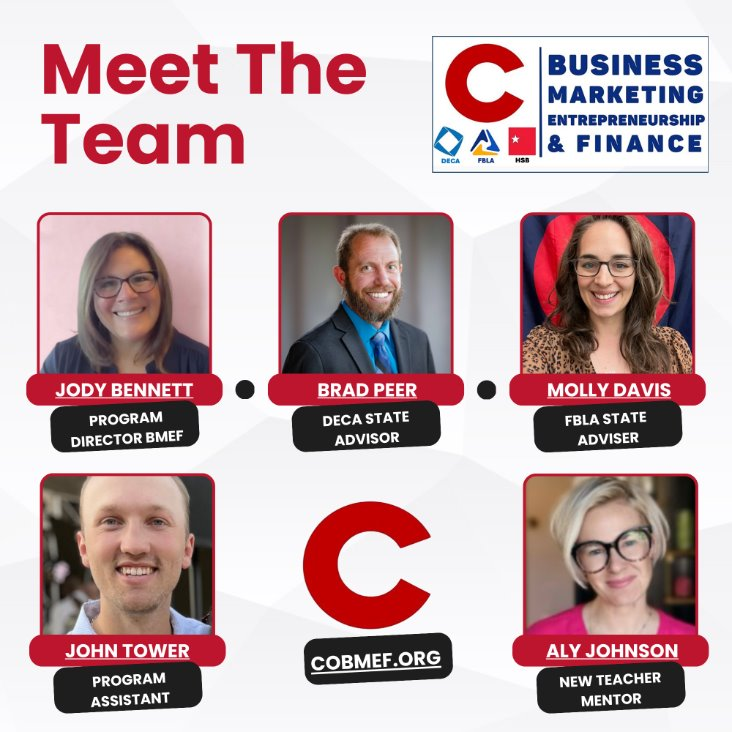 Meet The
Team
C
BUSINESS
MARKETING
ENTREPRENEURSHIP
& FINANCE
DECA
FBLA
HSB
JODY BENNETT
PROGRAM
DIRECTOR BMEF
BRAD PEER
DECA STATE
ADVISOR
MOLLY DAVIS
FBLA STATE
ADVISER
JOHN TOWER
PROGRAM
ASSISTANT
C
COBMEF.ORG
ALY JOHNSON
NEW TEACHER
MENTOR